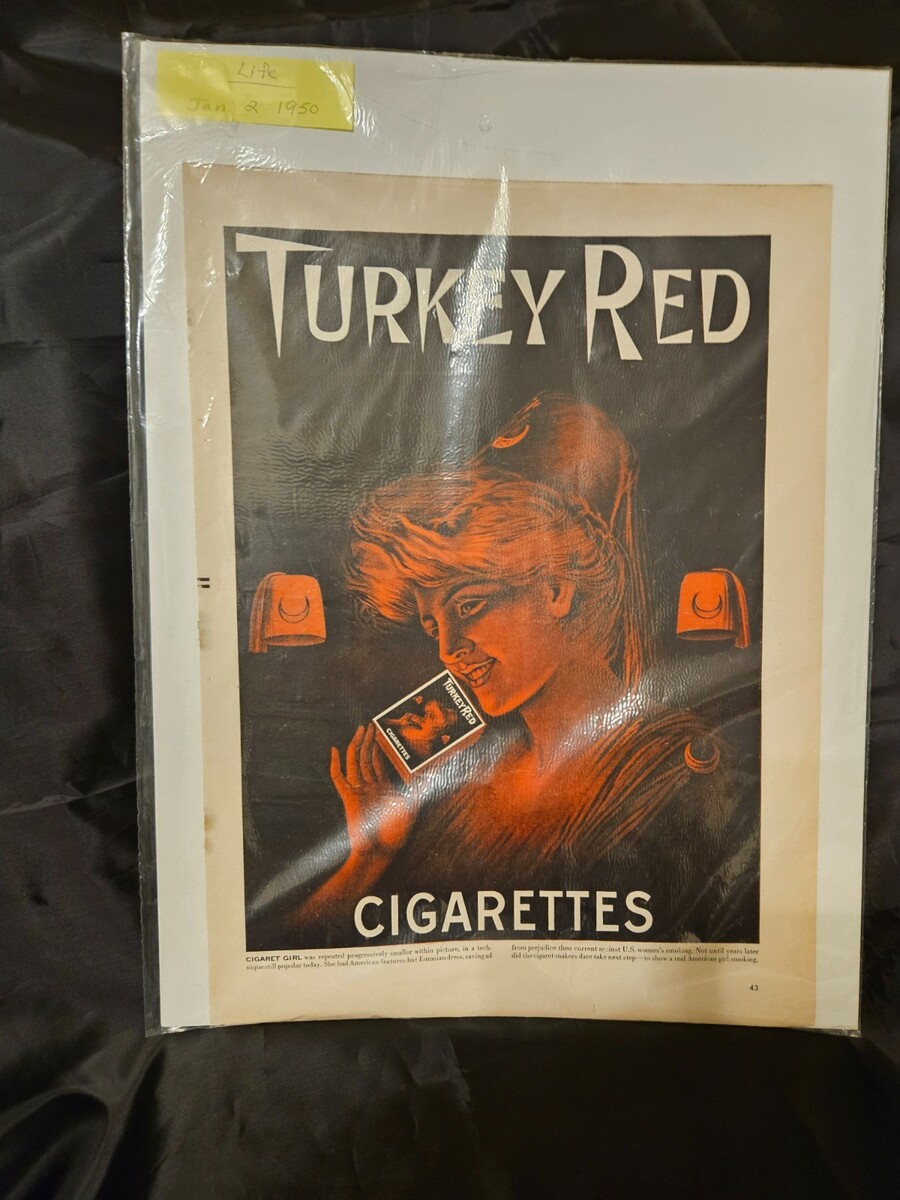 Life
Jan 2 1950
TURKEY RED
TURKEY RED
CIGARETTES
CIGARETTES
CIGARET GIRL was repeated progressively smaller within picture, in a tech-
nique still popular today. She had American features but Eurasian dress, saving ad
from prejudice then current against U.S. women's smoking. Not until years later
did the cigaret-makers dare take next step—to show a real American girl smoking.
43